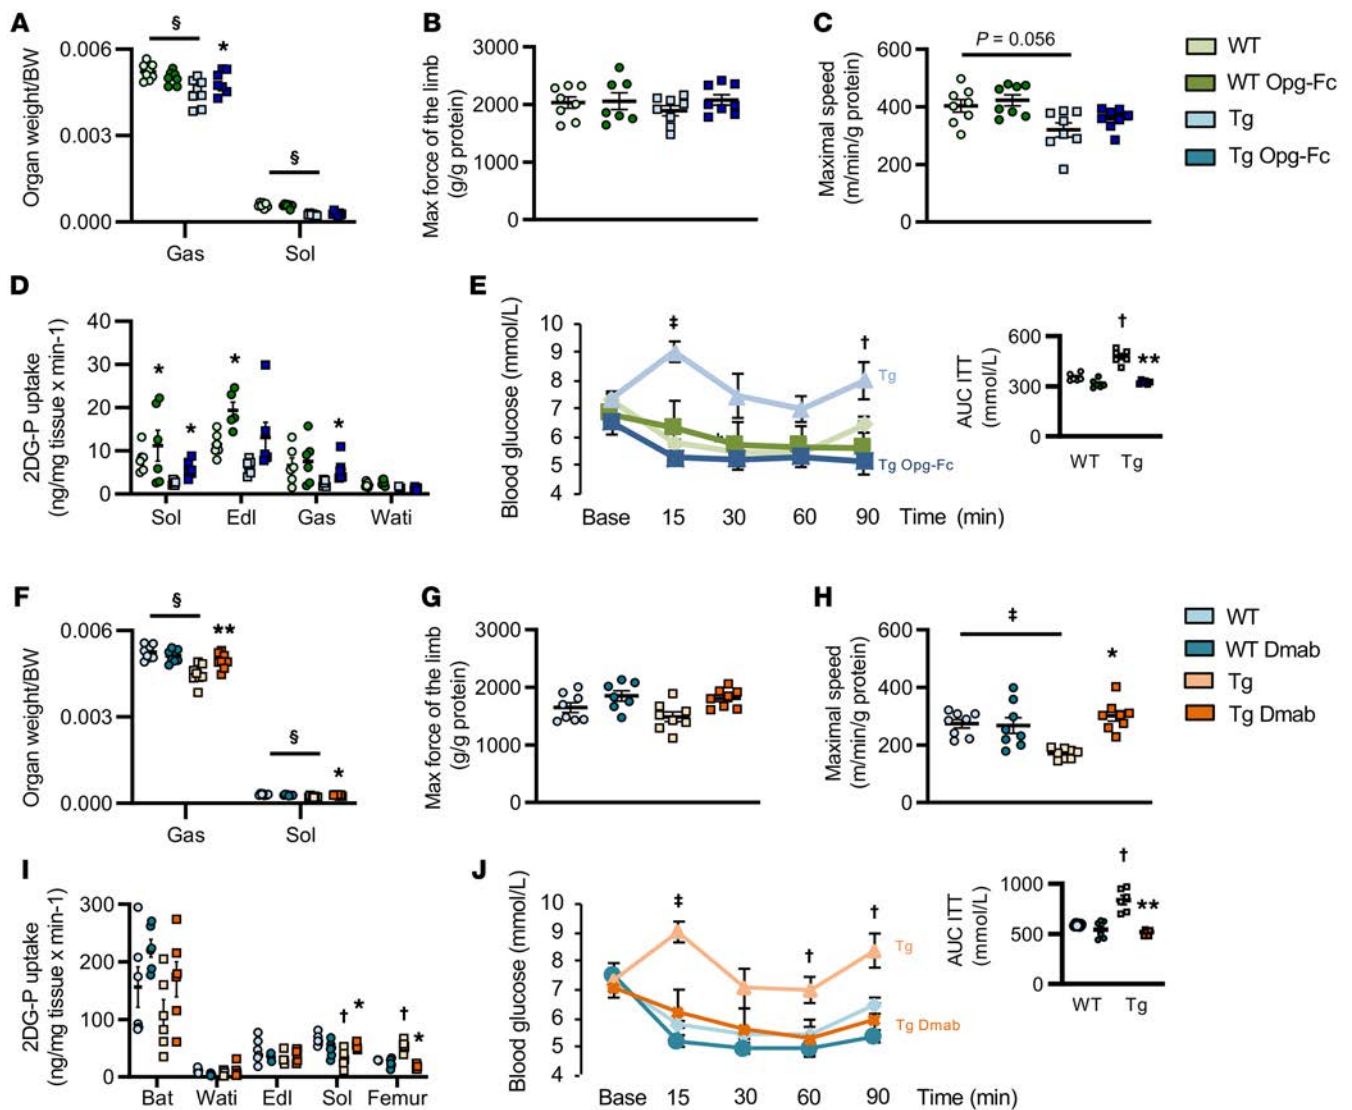 A
§
*
0.006
0.003
0.000
Organ weight/BW
§
Gas
Sol
B
3000
2000
1000
0
Max force of the limb
(g/g protein)
C
P = 0.056
600
400
200
0
Maximal speed
(m/min/g protein)
WT
WT Opg-Fc
Tg
Tg Opg-Fc
D
40
30
20
10
0
2DG-P uptake
(ng/mg tissue x min-1)
*
*
*
*
Sol
Edl
Gas
Wati
E
10
9
8
7
6
5
4
Blood glucose (mmol/L)
‡
†
Tg
Tg Opg-Fc
Base
15
30
60
90
Time (min)
600
300
0
AUC ITT
(mmol/L)
†
**
WT
Tg
F
§
**
0.006
0.003
0.000
Organ weight/BW
§
*
Gas
Sol
G
3000
2000
1000
0
Max force of the limb
(g/g protein)
H
‡
*
600
400
200
0
Maximal speed
(m/min/g protein)
WT
WT Dmab
Tg
Tg Dmab
I
300
200
100
0
2DG-P uptake
(ng/mg tissue x min-1)
†
*
†
*
Bat
Wati
Edl
Sol
Femur
J
10
9
8
7
6
5
4
Blood glucose (mmol/L)
‡
†
†
Tg
Tg Dmab
Base
15
30
60
90
Time (min)
1000
500
0
AUC ITT
(mmol/L)
†
**
WT
Tg